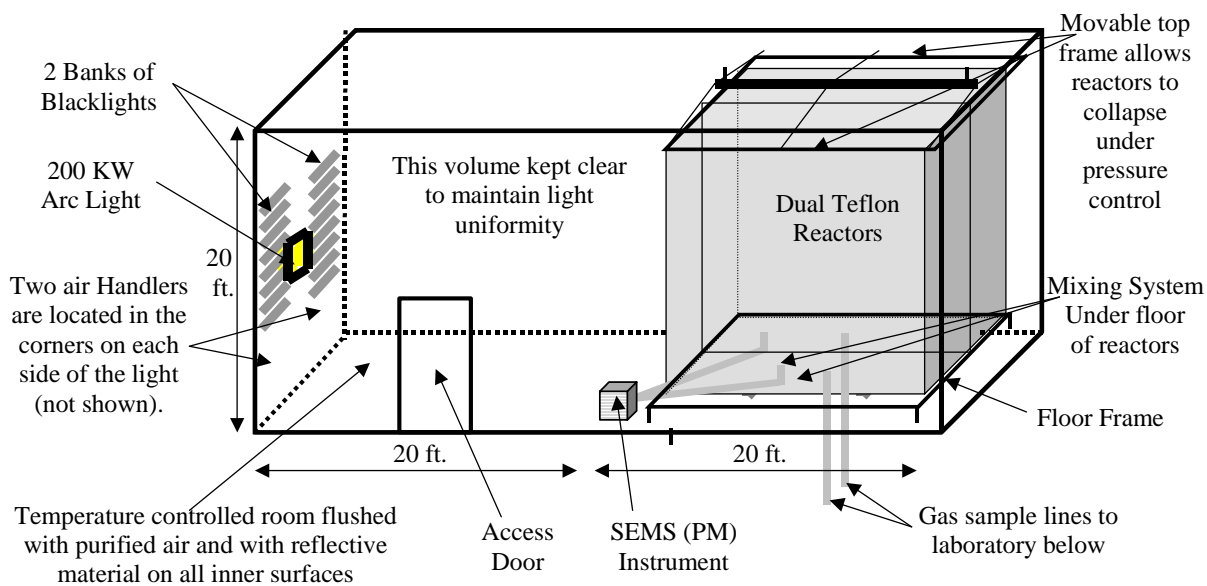 2 Banks of
Blacklights
200 KW
Arc Light
Two air Handlers
are located in the
corners on each
side of the light
(not shown).
20
ft.
This volume kept clear
to maintain light
uniformity
Dual Teflon
Reactors
Movable top
frame allows
reactors to
collapse
under
pressure
control
Mixing System
Under floor
of reactors
Floor Frame
20 ft.
20 ft.
Temperature controlled room flushed
with purified air and with reflective
material on all inner surfaces
Access
Door
SEMS (PM)
Instrument
Gas sample lines to
laboratory below